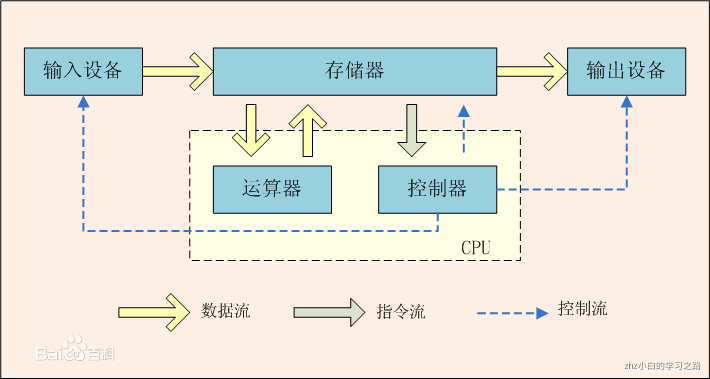 输入设备
存储器
输出设备
运算器
控制器
CPU
数据流
指令流
控制流
Baidu百科
zhz小白的学习之路